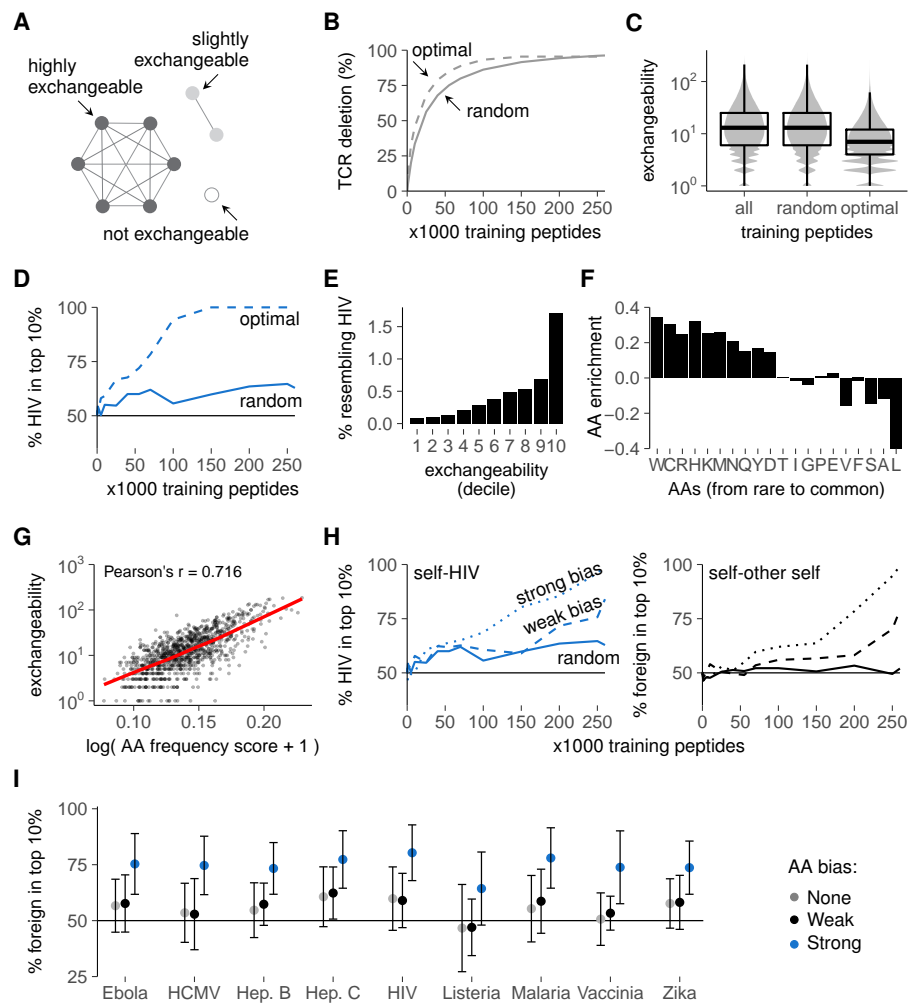 A
highly
exchangeable
slightly
exchangeable
not exchangeable
B
TCR deletion (%)
100
75
50
25
0
optimal
random
0 50 100 150 200 250
x1000 training peptides
C
exchangeability
10²
10¹
10⁰
all random optimal
training peptides
D
% HIV in top 10%
100
75
50
optimal
random
0 50 100 150 200 250
x1000 training peptides
E
% resembling HIV
1.5
1.0
0.5
0.0
1 2 3 4 5 6 7 8 9 10
exchangeability
(decile)
F
AA enrichment
0.4
0.2
0.0
−0.2
−0.4
W C R H K M N Q Y D T I G P E V F S A L
AAs (from rare to common)
G
exchangeability
10³
10²
10¹
10⁰
Pearson's r = 0.716
0.10 0.15 0.20
log( AA frequency score + 1 )
H
% HIV in top 10%
100
75
50
self-HIV
strong bias
weak bias
random
0 50 100 150 200 250
% foreign in top 10%
100
75
50
self-other self
0 50 100 150 200 250
x1000 training peptides
I
% foreign in top 10%
100
75
50
25
Ebola HCMV Hep. B Hep. C HIV Listeria Malaria Vaccinia Zika
AA bias:
None
Weak
Strong